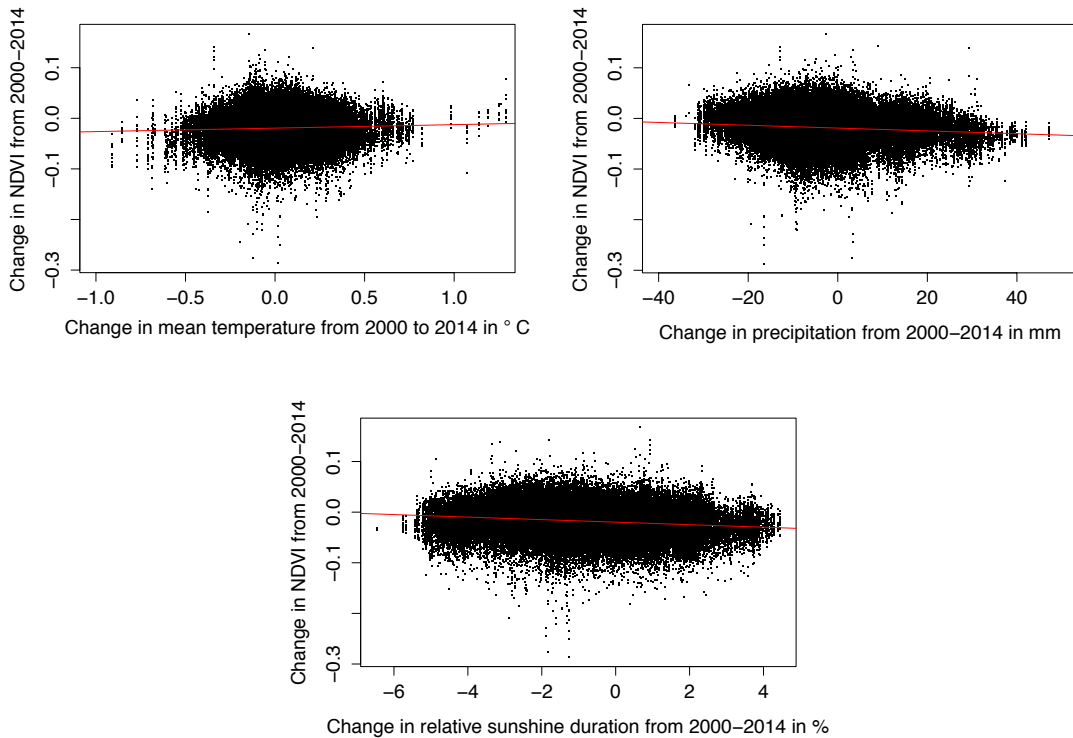 Change in NDVI from 2000−2014
0.1
0.0
−0.1
−0.3
−1.0 −0.5 0.0 0.5 1.0
Change in mean temperature from 2000 to 2014 in ° C
Change in NDVI from 2000−2014
0.1
0.0
−0.1
−0.3
−40 −20 0 20 40
Change in precipitation from 2000−2014 in mm
Change in NDVI from 2000−2014
0.1
0.0
−0.1
−0.3
−6 −4 −2 0 2 4
Change in relative sunshine duration from 2000−2014 in %